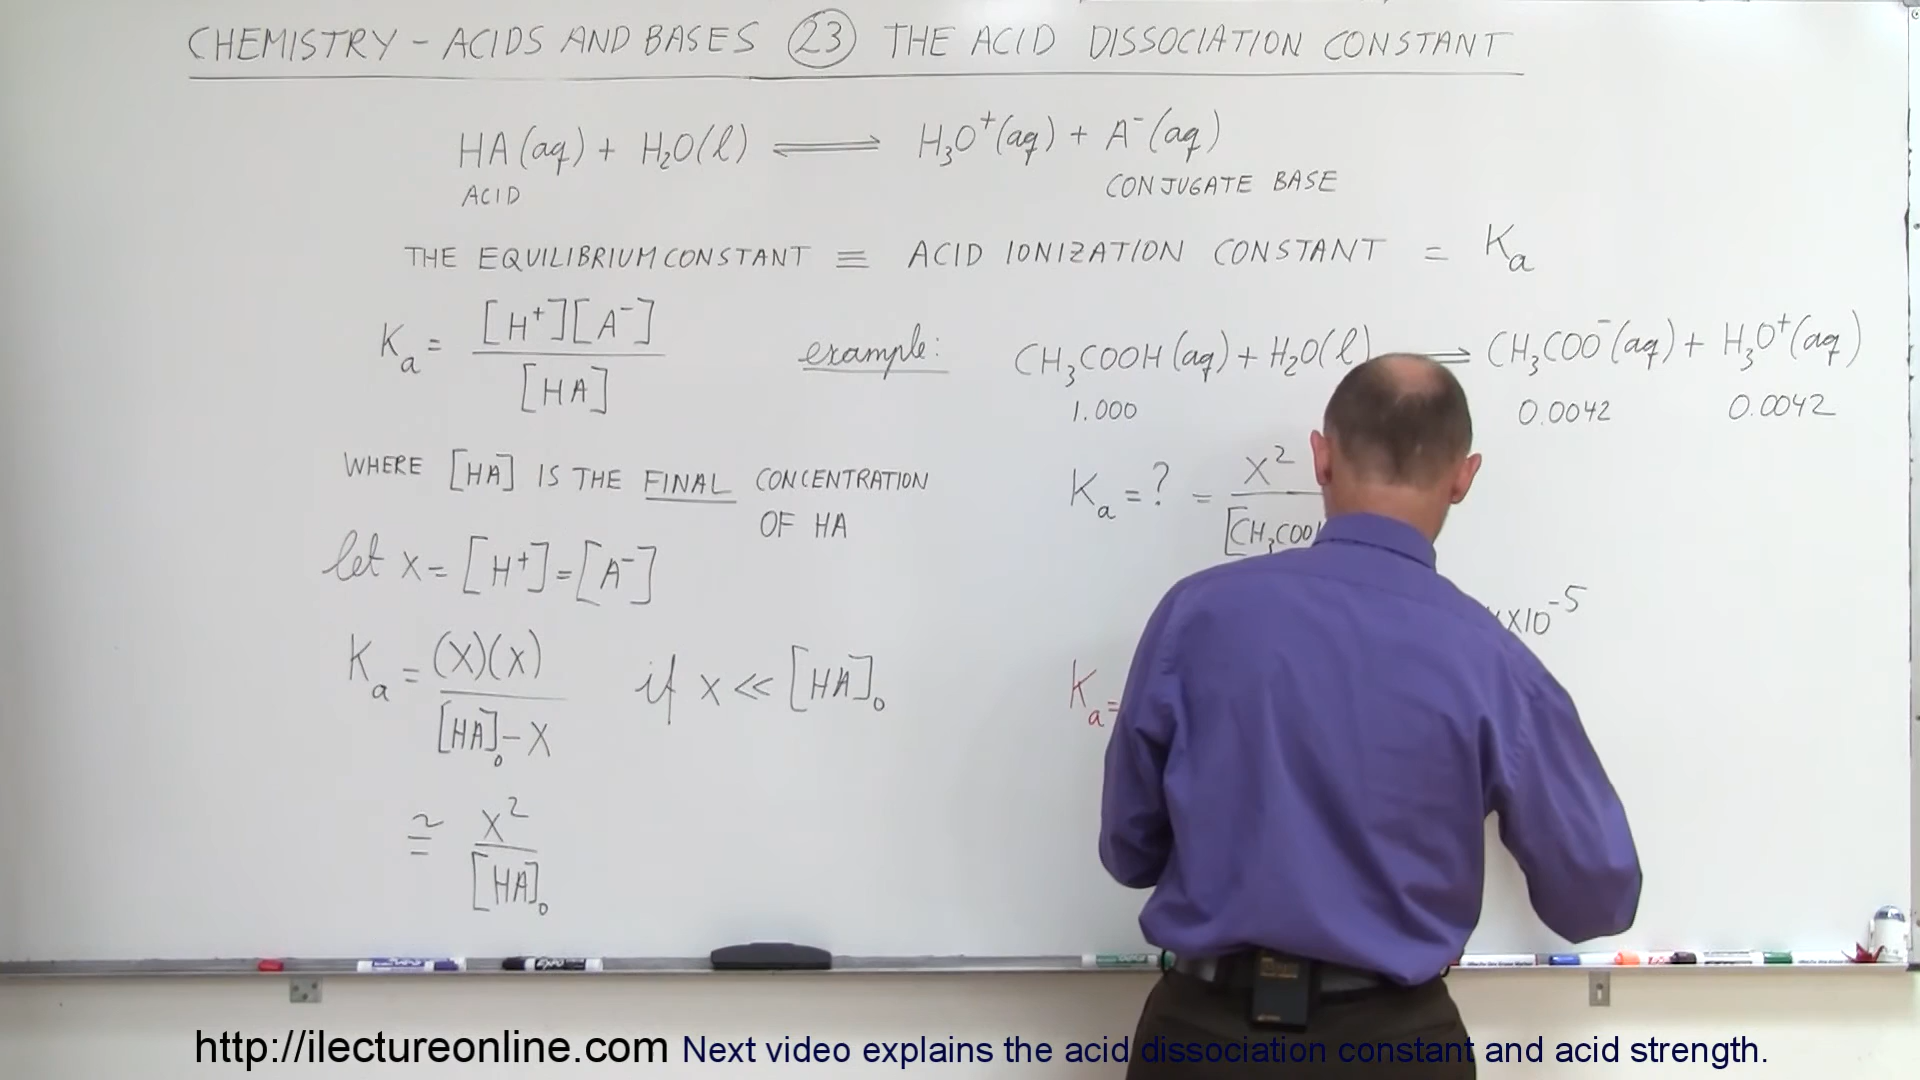 CHEMISTRY - ACIDS AND BASES (23) THE ACID DISSOCIATION CONSTANT
HA(aq) + H₂O(l) ⇌ H₃O⁺(aq) + A⁻(aq)
ACID CONJUGATE BASE
THE EQUILIBRIUM CONSTANT ≡ ACID IONIZATION CONSTANT = Kₐ
Kₐ = [H⁺][A⁻] / [HA]
example: CH₃COOH(aq) + H₂O(l) ⇌ CH₃COO⁻(aq) + H₃O⁺(aq)
1.000 0.0042 0.0042
WHERE [HA] IS THE FINAL CONCENTRATION
OF HA
Kₐ = ? = X² / [CH₃COO
let x = [H⁺] = [A⁻]
x10⁻⁵
Kₐ = (X)(X) / [HA]₀ - X if x << [HA]₀
Kₐ =
≅ X² / [HA]₀
EXPO
http://ilectureonline.com Next video explains the acid dissociation constant and acid strength.